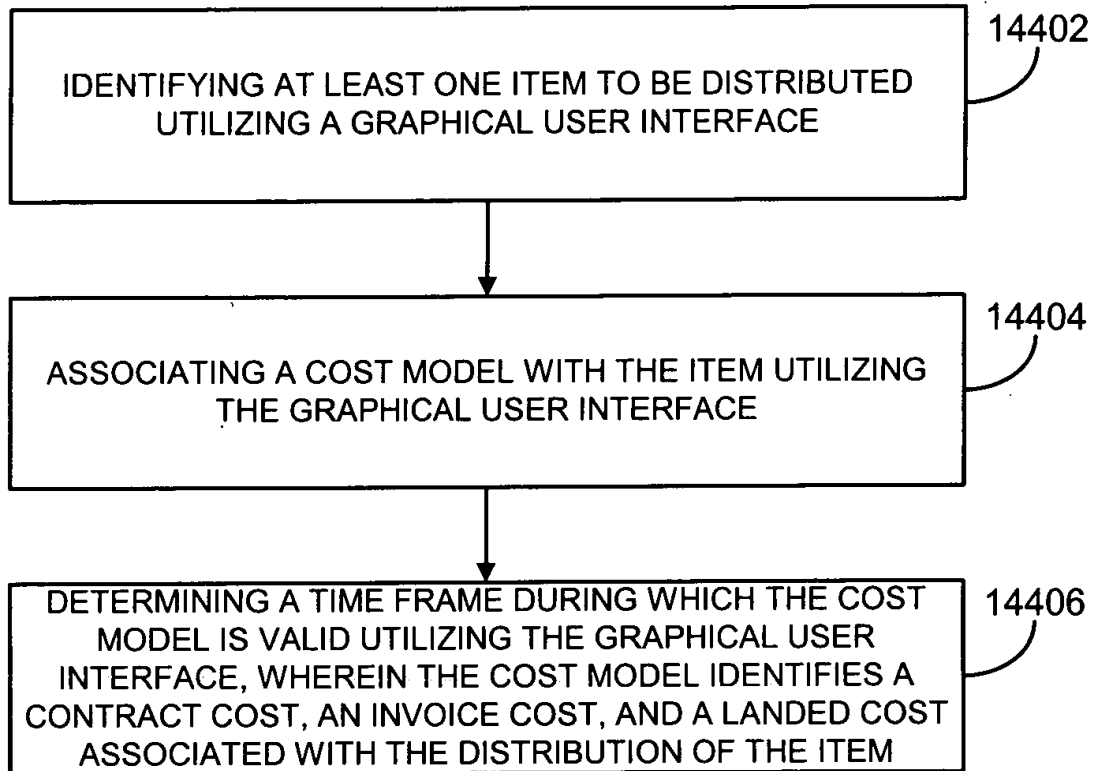 14402
IDENTIFYING AT LEAST ONE ITEM TO BE DISTRIBUTED
UTILIZING A GRAPHICAL USER INTERFACE
14404
ASSOCIATING A COST MODEL WITH THE ITEM UTILIZING
THE GRAPHICAL USER INTERFACE
14406
DETERMINING A TIME FRAME DURING WHICH THE COST
MODEL IS VALID UTILIZING THE GRAPHICAL USER
INTERFACE, WHEREIN THE COST MODEL IDENTIFIES A
CONTRACT COST, AN INVOICE COST, AND A LANDED COST
ASSOCIATED WITH THE DISTRIBUTION OF THE ITEM